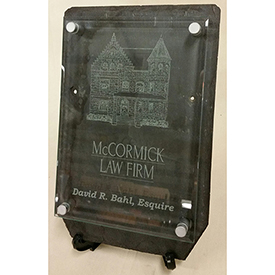 McCORMICK
LAW FIRM
David R. Bahl, Esquire